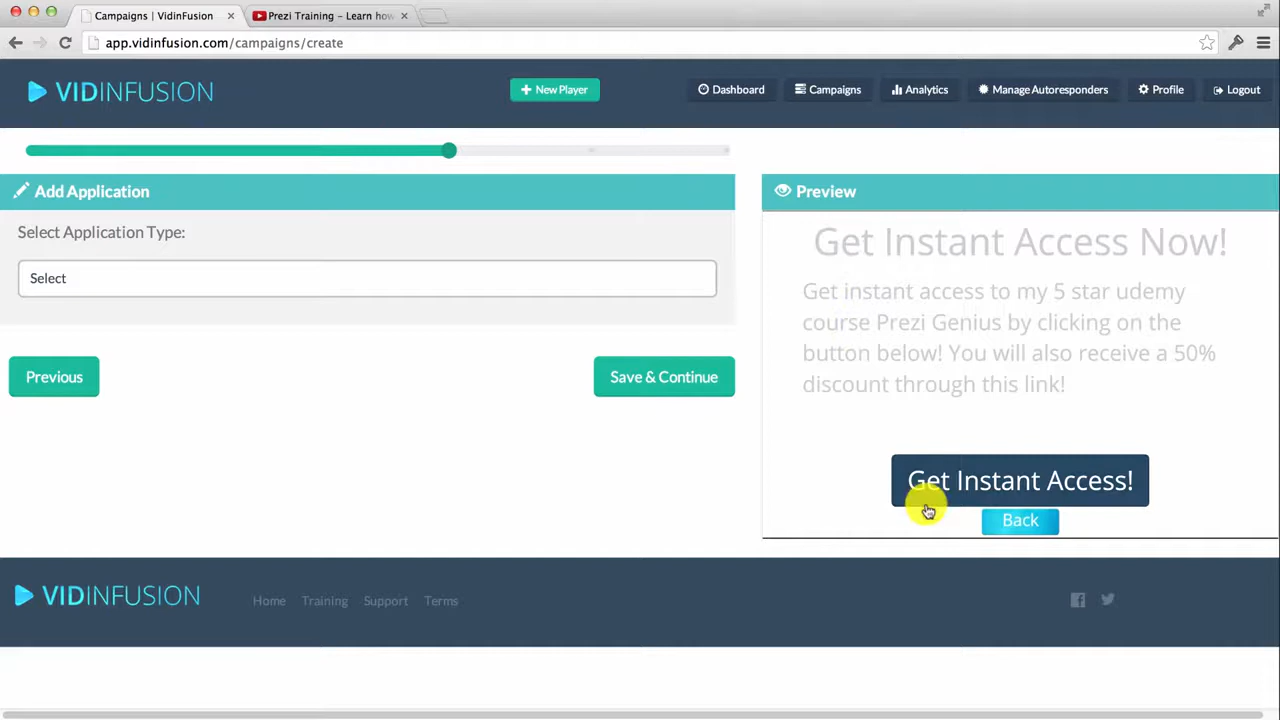 Campaigns | VidinFusion
Prezi Training – Learn how
app.vidinfusion.com/campaigns/create
VIDINFUSION
New Player
Dashboard
Campaigns
Analytics
Manage Autoresponders
Profile
Logout
Add Application
Select Application Type:
Select
Previous
Save & Continue
Preview
Get Instant Access Now!
Get instant access to my 5 star udemy
course Prezi Genius by clicking on the
button below! You will also receive a 50%
discount through this link!
Get Instant Access!
Back
VIDINFUSION
Home
Training
Support
Terms